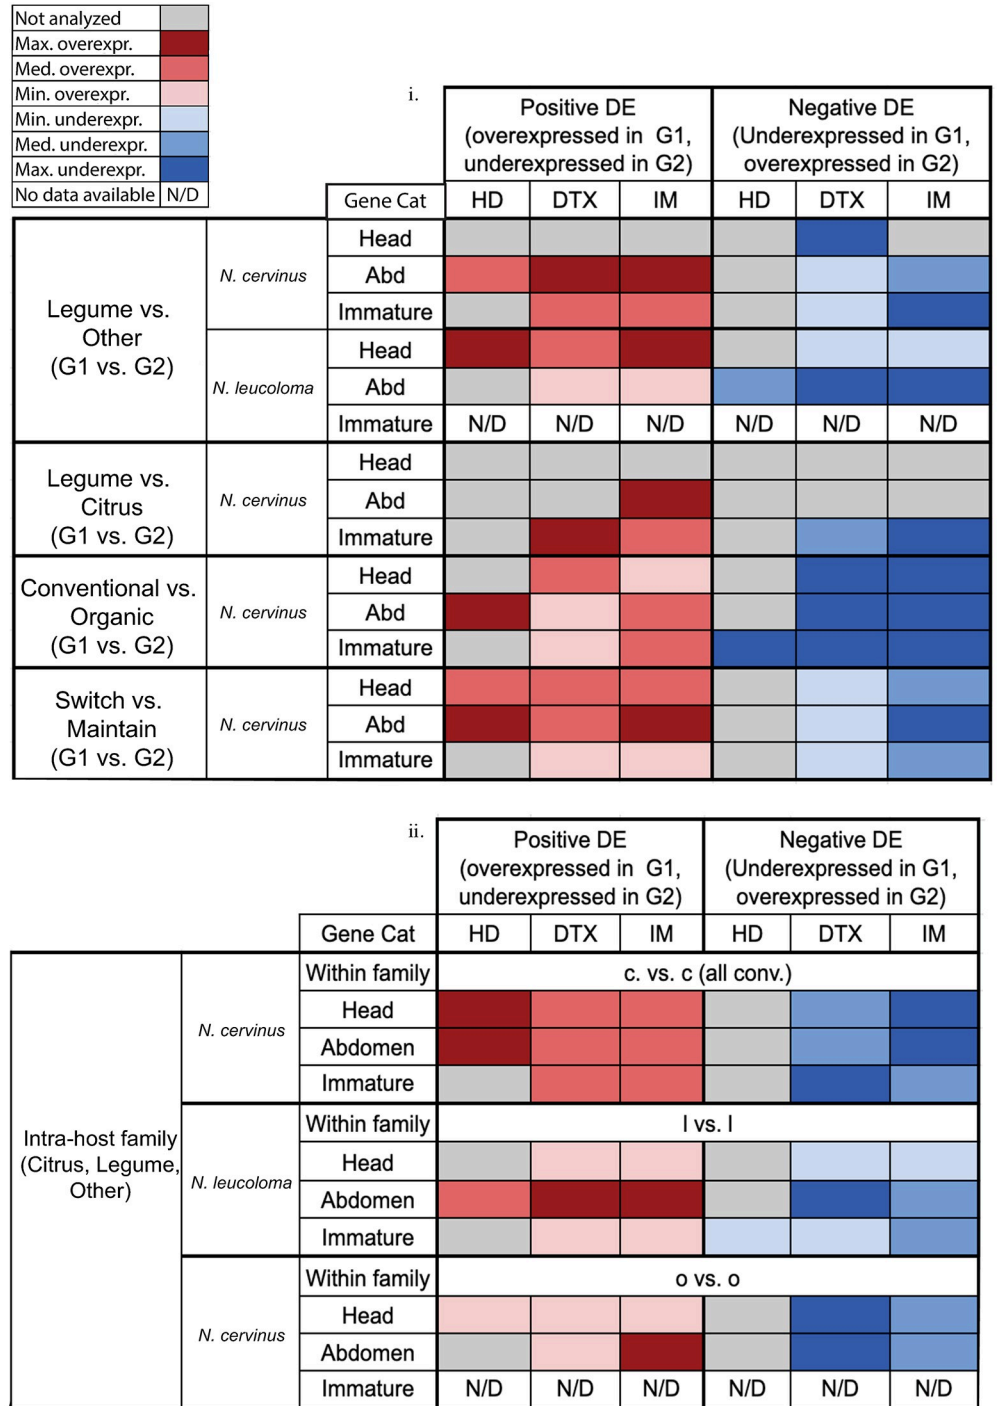 Not analyzed
Max. overexpr.
Med. overexpr.
Min. overexpr.
Min. underexpr.
Med. underexpr.
Max. underexpr.
No data available N/D
i.
Positive DE
(overexpressed in G1,
underexpressed in G2)
Negative DE
(Underexpressed in G1,
overexpressed in G2)
Gene Cat HD DTX IM HD DTX IM
Legume vs.
Other
(G1 vs. G2)
N. cervinus
Head
Abd
Immature
N. leucoloma
Head
Abd
Immature N/D N/D N/D N/D N/D N/D
Legume vs.
Citrus
(G1 vs. G2)
N. cervinus
Head
Abd
Immature
Conventional vs.
Organic
(G1 vs. G2)
N. cervinus
Head
Abd
Immature
Switch vs.
Maintain
(G1 vs. G2)
N. cervinus
Head
Abd
Immature
ii.
Positive DE
(overexpressed in G1,
underexpressed in G2)
Negative DE
(Underexpressed in G1,
overexpressed in G2)
Gene Cat HD DTX IM HD DTX IM
Intra-host family
(Citrus, Legume,
Other)
N. cervinus
Within family c. vs. c (all conv.)
Head
Abdomen
Immature
N. leucoloma
Within family l vs. l
Head
Abdomen
Immature
N. cervinus
Within family o vs. o
Head
Abdomen
Immature N/D N/D N/D N/D N/D N/D